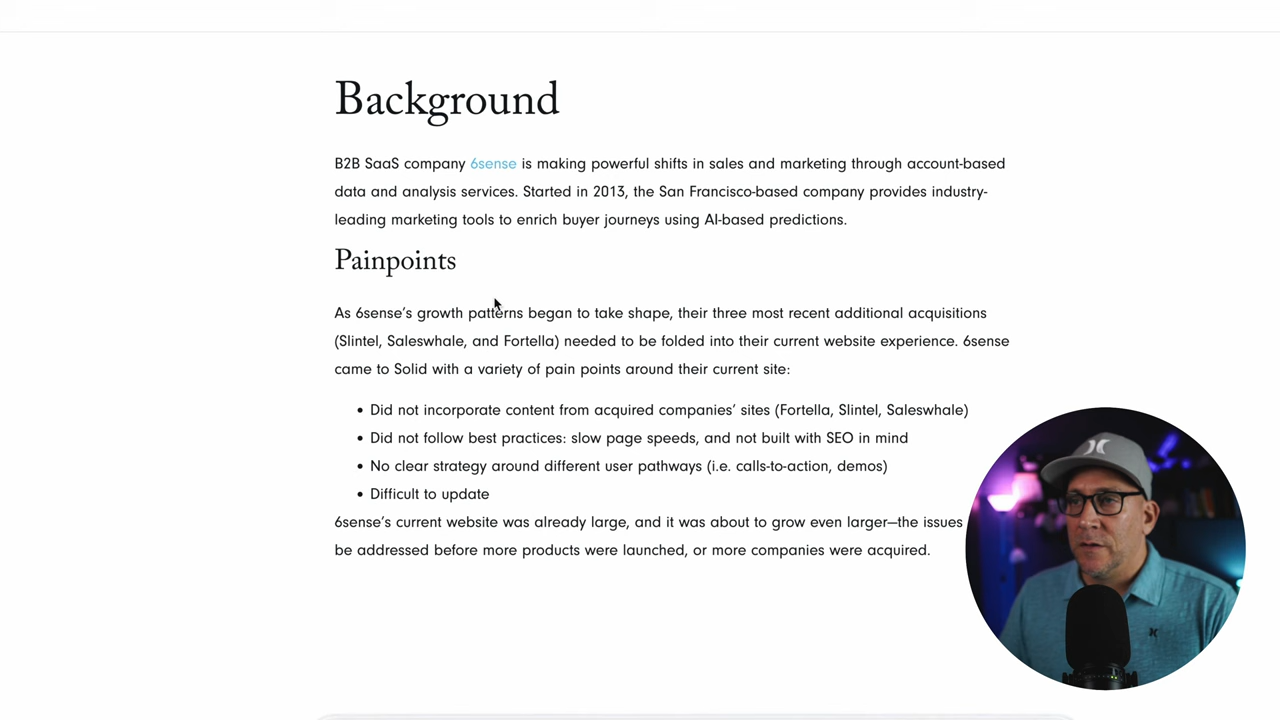 Background
B2B SaaS company 6sense is making powerful shifts in sales and marketing through account-based
data and analysis services. Started in 2013, the San Francisco-based company provides industry-
leading marketing tools to enrich buyer journeys using AI-based predictions.
Painpoints
As 6sense’s growth patterns began to take shape, their three most recent additional acquisitions
(Slintel, Saleswhale, and Fortella) needed to be folded into their current website experience. 6sense
came to Solid with a variety of pain points around their current site:
• Did not incorporate content from acquired companies’ sites (Fortella, Slintel, Saleswhale)
• Did not follow best practices: slow page speeds, and not built with SEO in mind
• No clear strategy around different user pathways (i.e. calls-to-action, demos)
• Difficult to update
6sense’s current website was already large, and it was about to grow even larger—the issues
be addressed before more products were launched, or more companies were acquired.